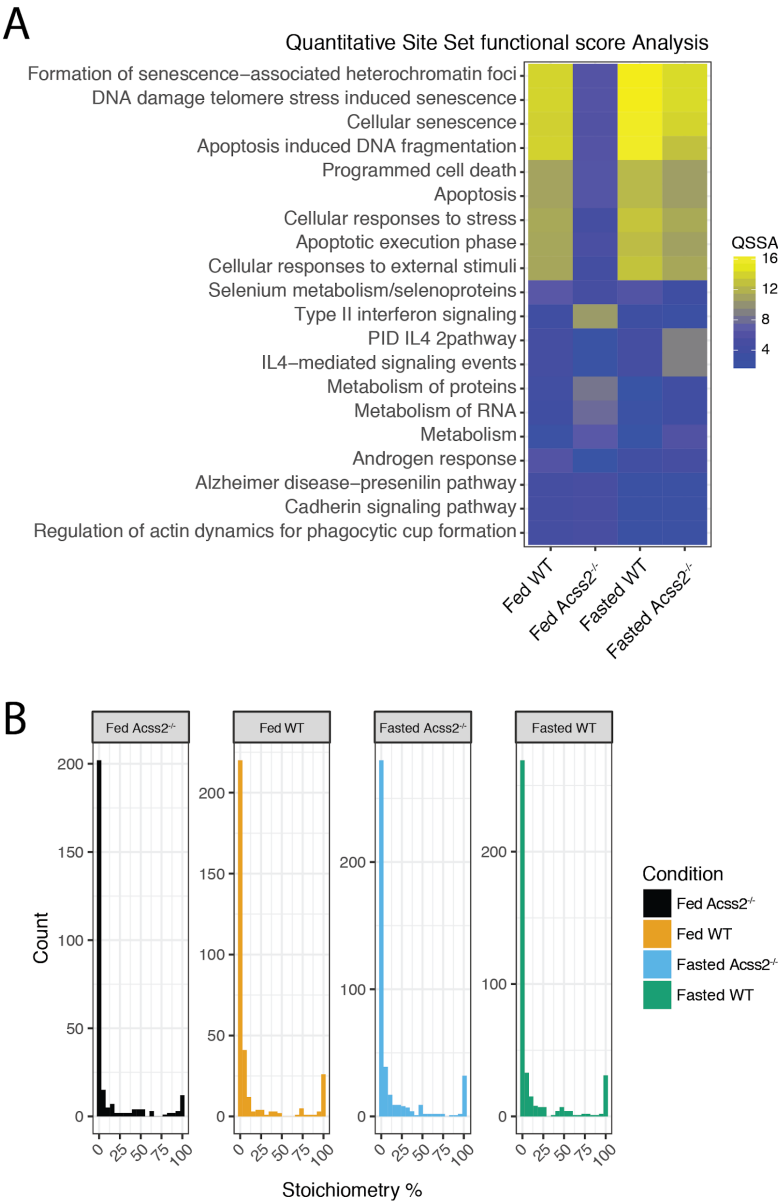 A
Quantitative Site Set functional score Analysis
Formation of senescence−associated heterochromatin foci
DNA damage telomere stress induced senescence
Cellular senescence
Apoptosis induced DNA fragmentation
Programmed cell death
Apoptosis
Cellular responses to stress
Apoptotic execution phase
Cellular responses to external stimuli
Selenium metabolism/selenoproteins
Type II interferon signaling
PID IL4 2pathway
IL4−mediated signaling events
Metabolism of proteins
Metabolism of RNA
Metabolism
Androgen response
Alzheimer disease−presenilin pathway
Cadherin signaling pathway
Regulation of actin dynamics for phagocytic cup formation
QSSA
16
12
8
4
Fed WT
Fed Acss2-/-
Fasted WT
Fasted Acss2-/-
B
Fed Acss2-/-
Fed WT
Fasted Acss2-/-
Fasted WT
Count
200
150
100
50
0
200
150
100
50
0
200
100
0
200
100
0
0 25 50 75 100
0 25 50 75 100
0 25 50 75 100
0 25 50 75 100
Stoichiometry %
Condition
Fed Acss2-/-
Fed WT
Fasted Acss2-/-
Fasted WT